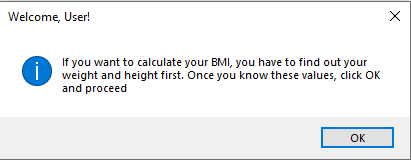 Welcome, User!
If you want to calculate your BMI, you have to find out your
weight and height first. Once you know these values, click OK
and proceed
OK